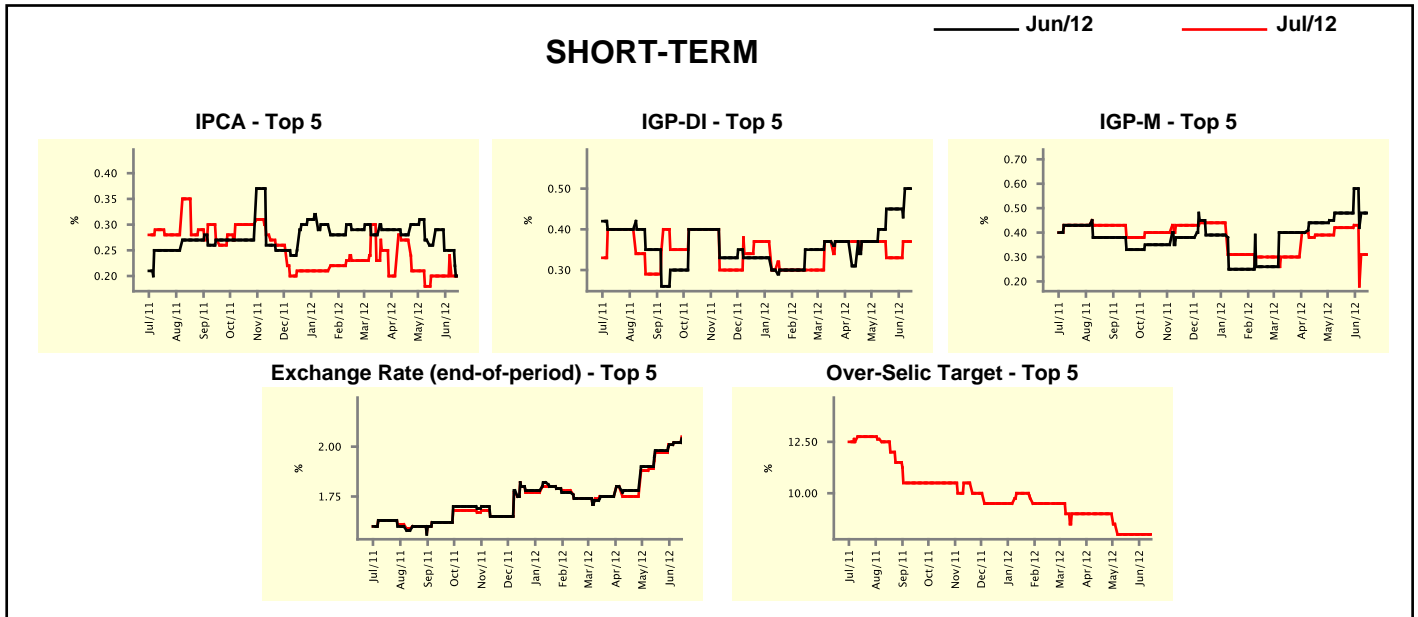 Jun/12 Jul/12
SHORT-TERM
IPCA - Top 5
%
0.40
0.35
0.30
0.25
0.20
Jul/11 Aug/11 Sep/11 Oct/11 Nov/11 Dec/11 Jan/12 Feb/12 Mar/12 Apr/12 May/12 Jun/12
IGP-DI - Top 5
%
0.50
0.40
0.30
Jul/11 Aug/11 Sep/11 Oct/11 Nov/11 Dec/11 Jan/12 Feb/12 Mar/12 Apr/12 May/12 Jun/12
IGP-M - Top 5
%
0.70
0.60
0.50
0.40
0.30
0.20
Jul/11 Aug/11 Sep/11 Oct/11 Nov/11 Dec/11 Jan/12 Feb/12 Mar/12 Apr/12 May/12 Jun/12
Exchange Rate (end-of-period) - Top 5
%
2.00
1.75
Jul/11 Aug/11 Sep/11 Oct/11 Nov/11 Dec/11 Jan/12 Feb/12 Mar/12 Apr/12 May/12 Jun/12
Over-Selic Target - Top 5
%
12.50
10.00
Jul/11 Aug/11 Sep/11 Oct/11 Nov/11 Dec/11 Jan/12 Feb/12 Mar/12 Apr/12 May/12 Jun/12